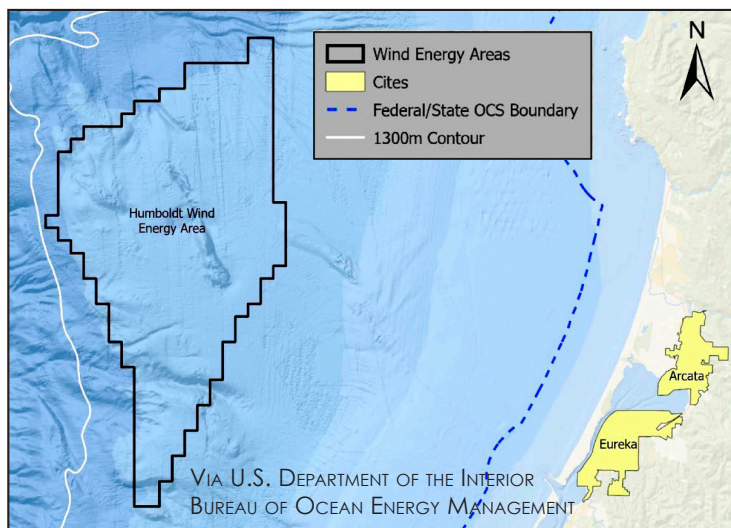 Wind Energy Areas
Cites
Federal/State OCS Boundary
1300m Contour
N
Humboldt Wind
Energy Area
Arcata
Eureka
VIA U.S. DEPARTMENT OF THE INTERIOR
BUREAU OF OCEAN ENERGY MANAGEMENT